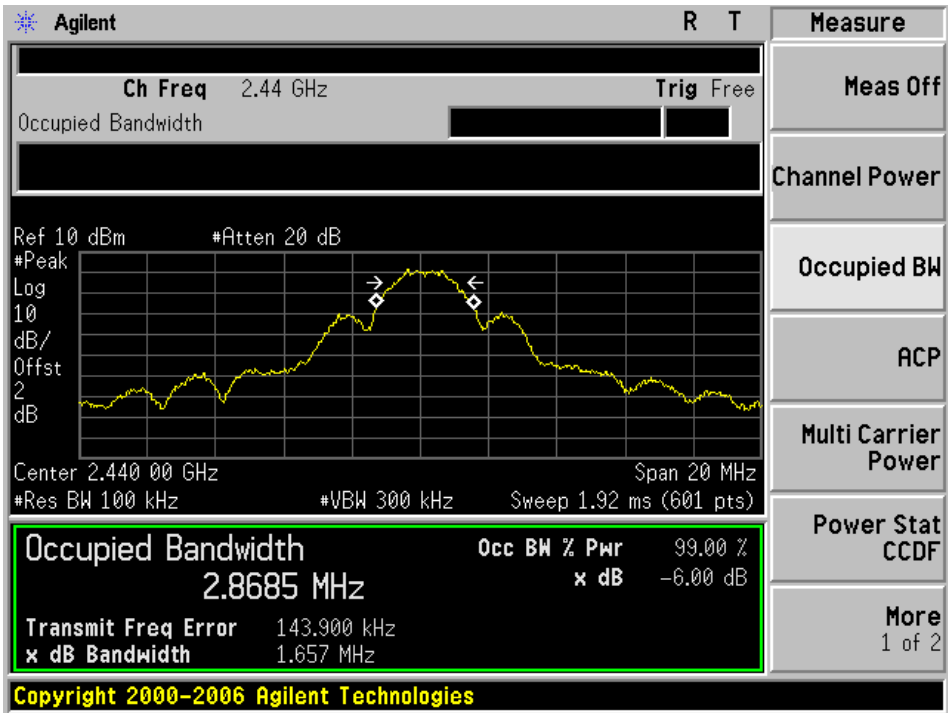 Agilent R T Measure
Ch Freq 2.44 GHz Trig Free
Meas Off
Occupied Bandwidth
Channel Power
Ref 10 dBm #Atten 20 dB
#Peak
Log
10
dB/
Offst
2
dB
Occupied BW
ACP
Multi Carrier
Power
Center 2.440 00 GHz Span 20 MHz
#Res BW 100 kHz #VBW 300 kHz Sweep 1.92 ms (601 pts)
Power Stat
CCDF
Occupied Bandwidth Occ BW % Pwr 99.00 %
2.8685 MHz x dB -6.00 dB
Transmit Freq Error 143.900 kHz
x dB Bandwidth 1.657 MHz
More
1 of 2
Copyright 2000-2006 Agilent Technologies